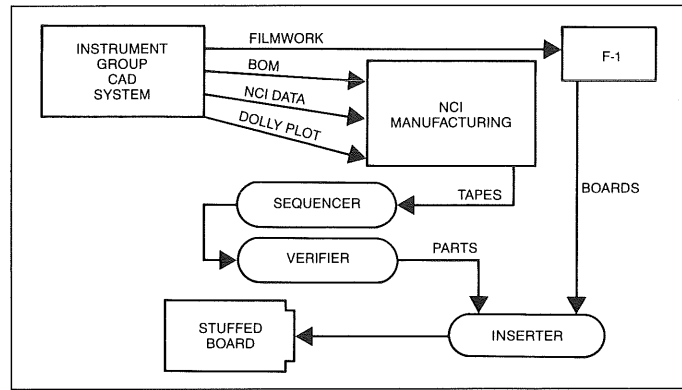 INSTRUMENT
GROUP
CAD
SYSTEM
FILMWORK
BOM
NCI DATA
DOLLY PLOT
F-1
NCI
MANUFACTURING
BOARDS
TAPES
SEQUENCER
VERIFIER
PARTS
STUFFED
BOARD
INSERTER